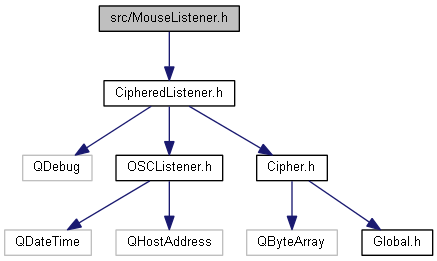 src/MouseListener.h
CipheredListener.h
QDebug
OSCListener.h
Cipher.h
QDateTime
QHostAddress
QByteArray
Global.h